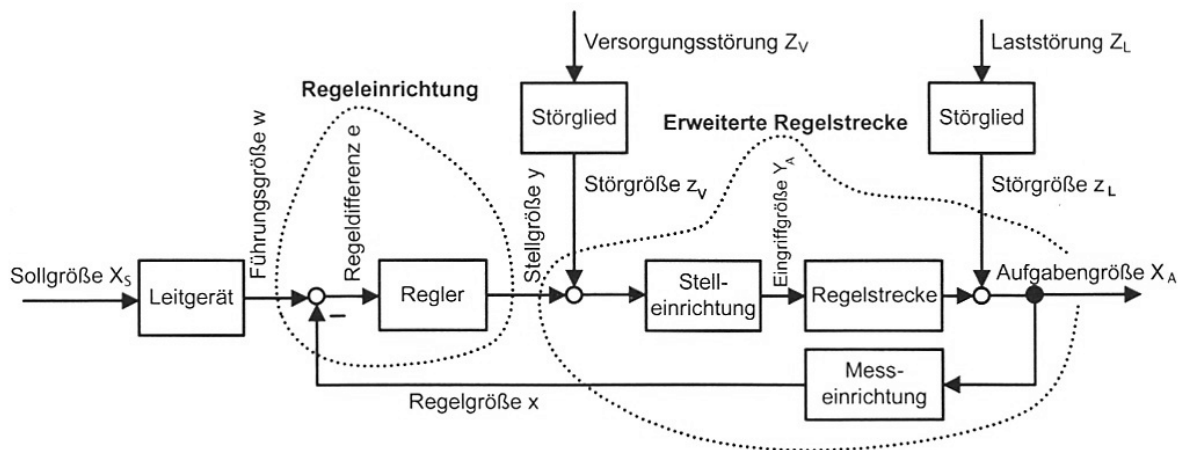 Versorgungsstörung Z_V
Laststörung Z_L
Regeleinrichtung
Störglied
Störglied
Erweiterte Regelstrecke
Führungsgröße w
Regeldifferenz e
Stellgröße y
Störgröße z_V
Eingriffgröße Y_A
Störgröße z_L
Sollgröße X_S
Leitgerät
Regler
Stell-
einrichtung
Regelstrecke
Aufgabengröße X_A
–
Mess-
einrichtung
Regelgröße x